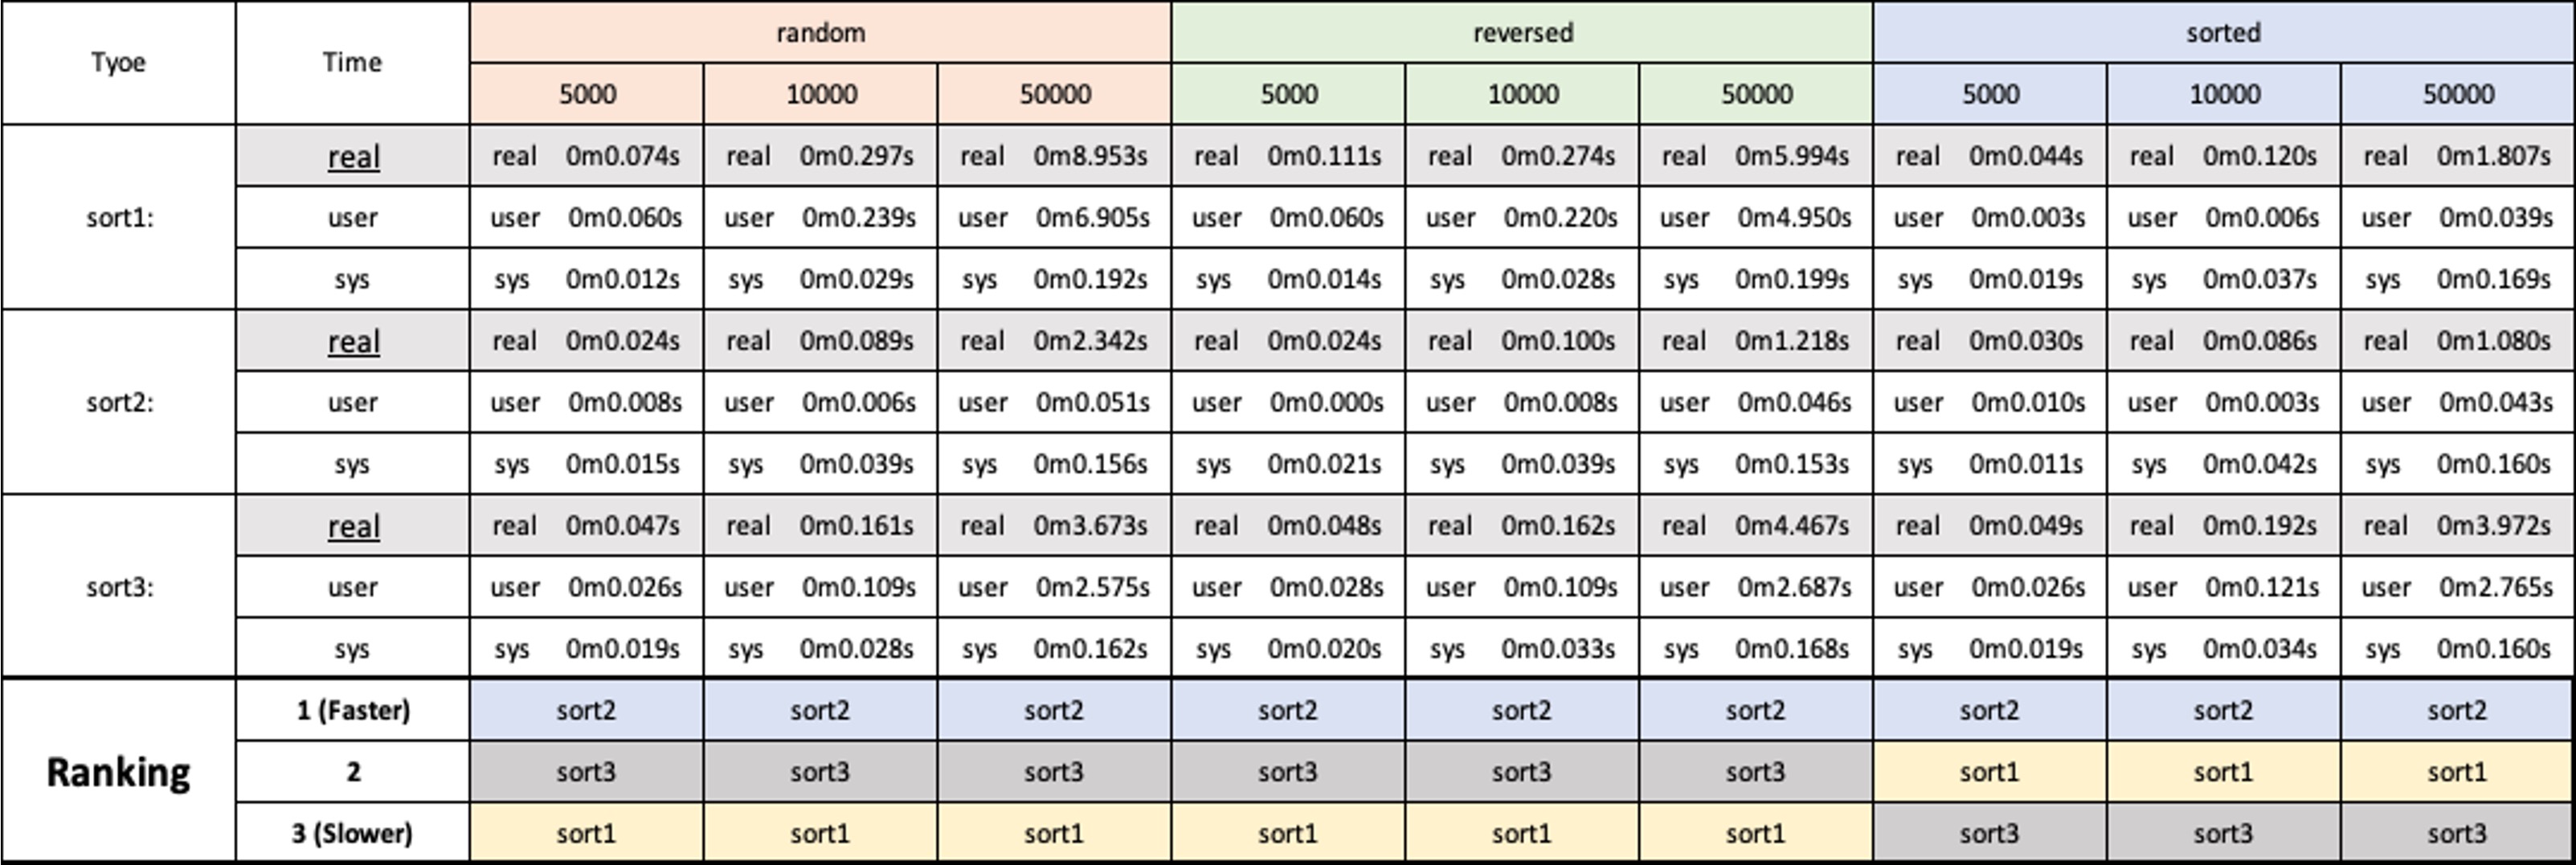 Tyoe Time random reversed sorted
5000 10000 50000 5000 10000 50000 5000 10000 50000
sort1: real real 0m0.074s real 0m0.297s real 0m8.953s real 0m0.111s real 0m0.274s real 0m5.994s real 0m0.044s real 0m0.120s real 0m1.807s
user user 0m0.060s user 0m0.239s user 0m6.905s user 0m0.060s user 0m0.220s user 0m4.950s user 0m0.003s user 0m0.006s user 0m0.039s
sys sys 0m0.012s sys 0m0.029s sys 0m0.192s sys 0m0.014s sys 0m0.028s sys 0m0.199s sys 0m0.019s sys 0m0.037s sys 0m0.169s
sort2: real real 0m0.024s real 0m0.089s real 0m2.342s real 0m0.024s real 0m0.100s real 0m1.218s real 0m0.030s real 0m0.086s real 0m1.080s
user user 0m0.008s user 0m0.006s user 0m0.051s user 0m0.000s user 0m0.008s user 0m0.046s user 0m0.010s user 0m0.003s user 0m0.043s
sys sys 0m0.015s sys 0m0.039s sys 0m0.156s sys 0m0.021s sys 0m0.039s sys 0m0.153s sys 0m0.011s sys 0m0.042s sys 0m0.160s
sort3: real real 0m0.047s real 0m0.161s real 0m3.673s real 0m0.048s real 0m0.162s real 0m4.467s real 0m0.049s real 0m0.192s real 0m3.972s
user user 0m0.026s user 0m0.109s user 0m2.575s user 0m0.028s user 0m0.109s user 0m2.687s user 0m0.026s user 0m0.121s user 0m2.765s
sys sys 0m0.019s sys 0m0.028s sys 0m0.162s sys 0m0.020s sys 0m0.033s sys 0m0.168s sys 0m0.019s sys 0m0.034s sys 0m0.160s
Ranking 1 (Faster) sort2 sort2 sort2 sort2 sort2 sort2 sort2 sort2 sort2
2 sort3 sort3 sort3 sort3 sort3 sort3 sort1 sort1 sort1
3 (Slower) sort1 sort1 sort1 sort1 sort1 sort1 sort3 sort3 sort3